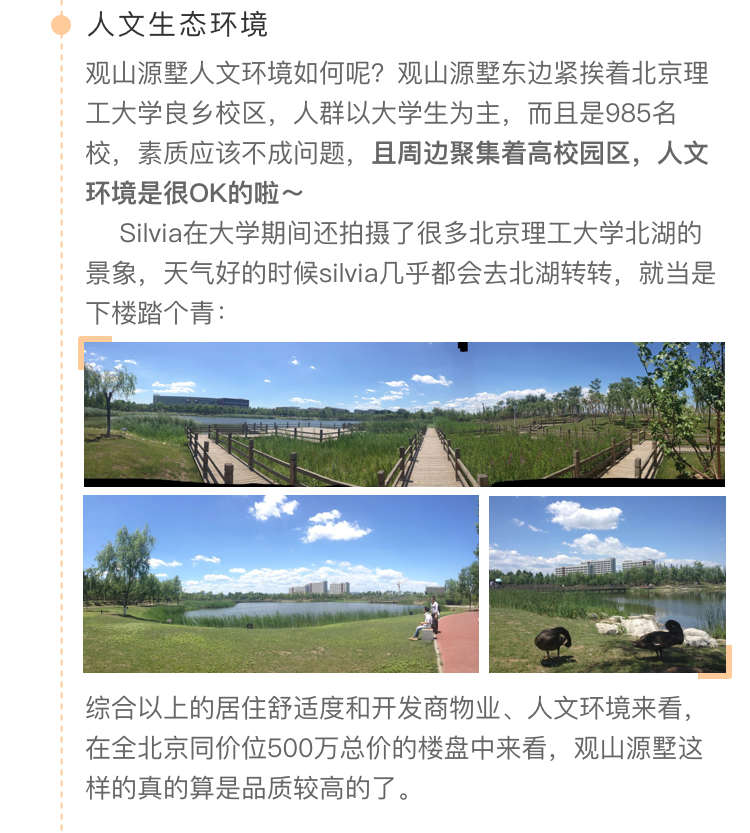 人文生态环境
观山源墅人文环境如何呢？观山源墅东边紧挨着北京理
工大学良乡校区，人群以大学生为主，而且是985名
校，素质应该不成问题，且周边聚集着高校园区，人文
环境是很OK的啦～
Silvia在大学期间还拍摄了很多北京理工大学北湖的
景象，天气好的时候silvia几乎都会去北湖转转，就当是
下楼踏个青：
综合以上的居住舒适度和开发商物业、人文环境来看，
在全北京同价位500万总价的楼盘中来看，观山源墅这
样的真的算是品质较高的了。